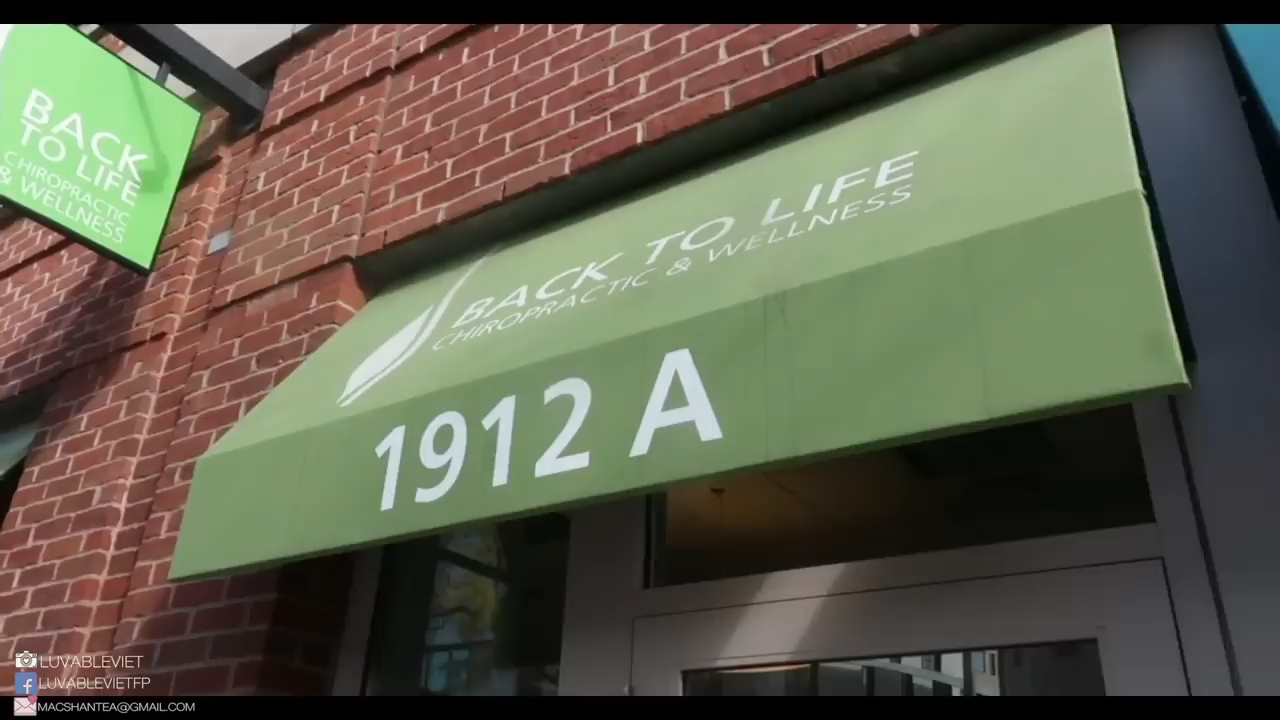 BACK
TO LIFE
CHIROPRACTIC
& WELLNESS
BACK TO LIFE
CHIROPRACTIC & WELLNESS
1912 A
LUVABLEVIET
LUVABLEVIETFP
MACSHANTEA@GMAIL.COM